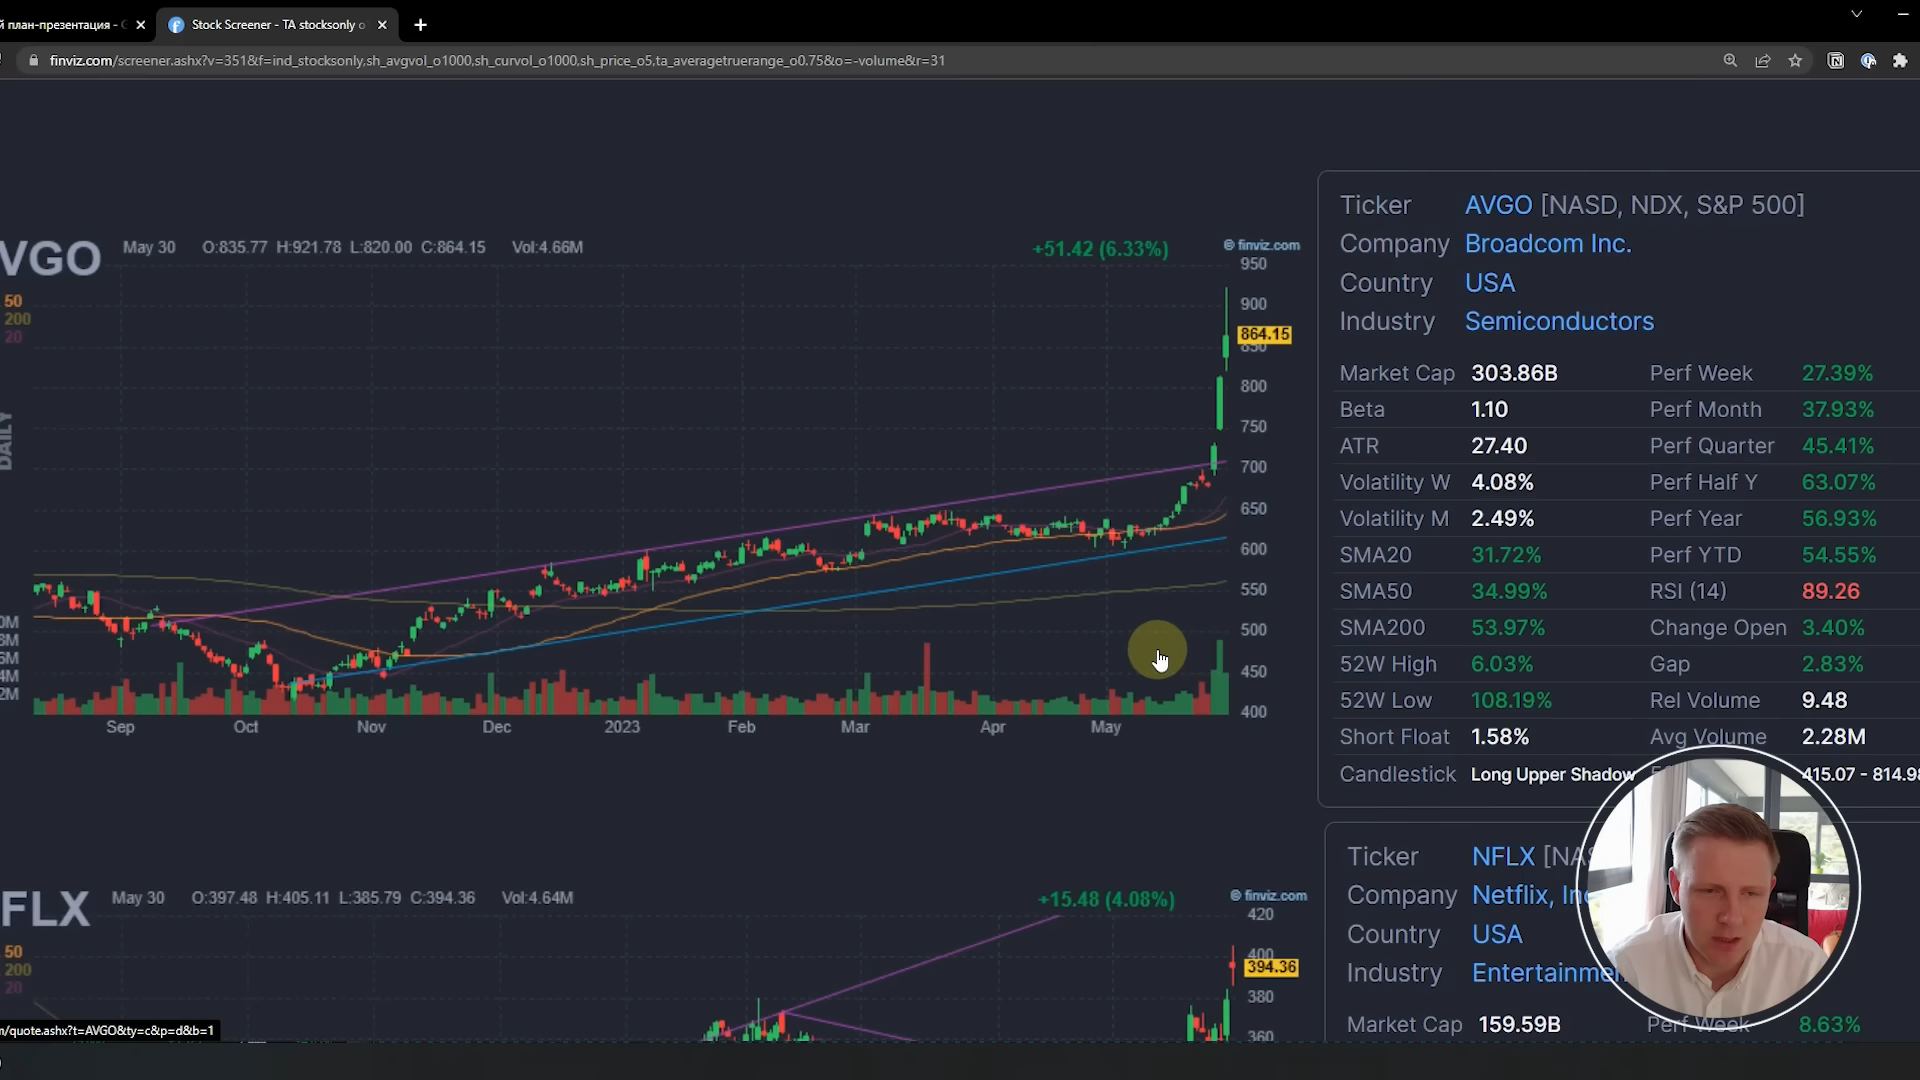 й план-презентация -
Stock Screener - TA stocksonly o
finviz.com/screener.ashx?v=351&f=ind_stocksonly,sh_avgvol_o1000,sh_curvol_o1000,sh_price_o5,ta_averagetruerange_o0.75&o=-volume&r=31
VGO May 30 O:835.77 H:921.78 L:820.00 C:864.15 Vol:4.66M +51.42 (6.33%) © finviz.com
50
200
20
DAILY
950
900
864.15
850
800
750
700
650
600
550
500
450
400
0M
8M
6M
4M
2M
Sep Oct Nov Dec 2023 Feb Mar Apr May
Ticker AVGO [NASD, NDX, S&P 500]
Company Broadcom Inc.
Country USA
Industry Semiconductors
Market Cap 303.86B Perf Week 27.39%
Beta 1.10 Perf Month 37.93%
ATR 27.40 Perf Quarter 45.41%
Volatility W 4.08% Perf Half Y 63.07%
Volatility M 2.49% Perf Year 56.93%
SMA20 31.72% Perf YTD 54.55%
SMA50 34.99% RSI (14) 89.26
SMA200 53.97% Change Open 3.40%
52W High 6.03% Gap 2.83%
52W Low 108.19% Rel Volume 9.48
Short Float 1.58% Avg Volume 2.28M
Candlestick Long Upper Shadow 415.07 - 814.98
FLX May 30 O:397.48 H:405.11 L:385.79 C:394.36 Vol:4.64M +15.48 (4.08%) © finviz.com
50
200
20
420
400
394.36
380
360
Ticker NFLX [NAS
Company Netflix, Inc
Country USA
Industry Entertainmen
Market Cap 159.59B Perf Week 8.63%
m/quote.ashx?t=AVGO&ty=c&p=d&b=1